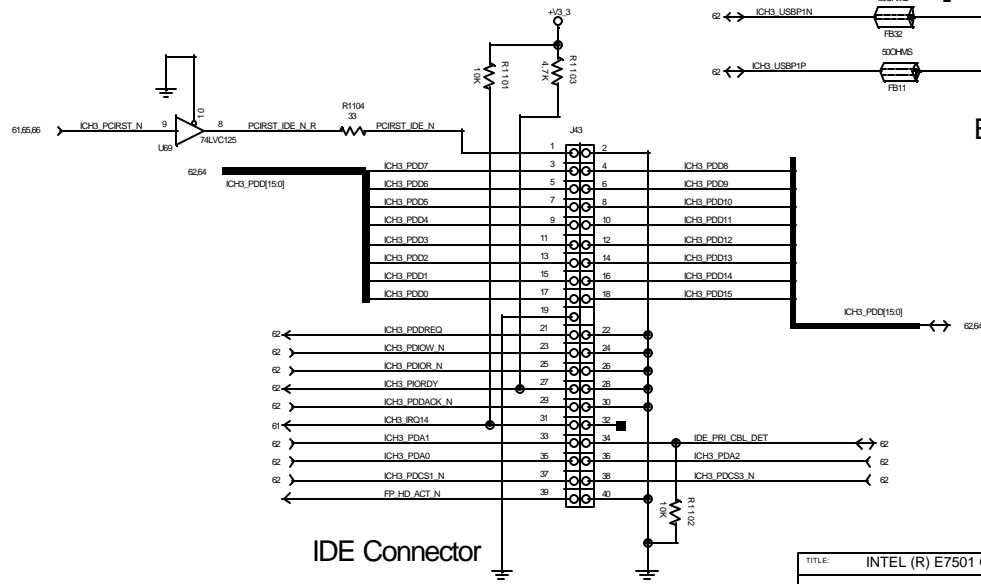 +V3_3
62 ICH3_USBP1N
FB32
50OHMS
62 ICH3_USBP1P
FB11
R1101
10K
R1103
4.7K
10
R1104
33
61,65,66 ICH3_PCIRST_N 9 8 PCIRST_IDE_N_R PCIRST_IDE_N
U69 74LVC125
J43
1 2
62,64
ICH3_PDD[15:0]
ICH3_PDD7 3 4 ICH3_PDD8
ICH3_PDD6 5 6 ICH3_PDD9
ICH3_PDD5 7 8 ICH3_PDD10
ICH3_PDD4 9 10 ICH3_PDD11
ICH3_PDD3 11 12 ICH3_PDD12
ICH3_PDD2 13 14 ICH3_PDD13
ICH3_PDD1 15 16 ICH3_PDD14
ICH3_PDD0 17 18 ICH3_PDD15
19
ICH3_PDD[15:0]
62,64
62 ICH3_PDDREQ 21 22
62 ICH3_PDIOW_N 23 24
62 ICH3_PDIOR_N 25 26
62 ICH3_PIORDY 27 28
62 ICH3_PDDACK_N 29 30
61 ICH3_IRQ14 31 32
62 ICH3_PDA1 33 34 IDE_PRI_CBL_DET 62
62 ICH3_PDA0 35 36 ICH3_PDA2 62
62 ICH3_PDCS1_N 37 38 ICH3_PDCS3_N 62
FP_HD_ACT_N 39 40
R1102
10K
IDE Connector
TITLE: INTEL (R) E7501